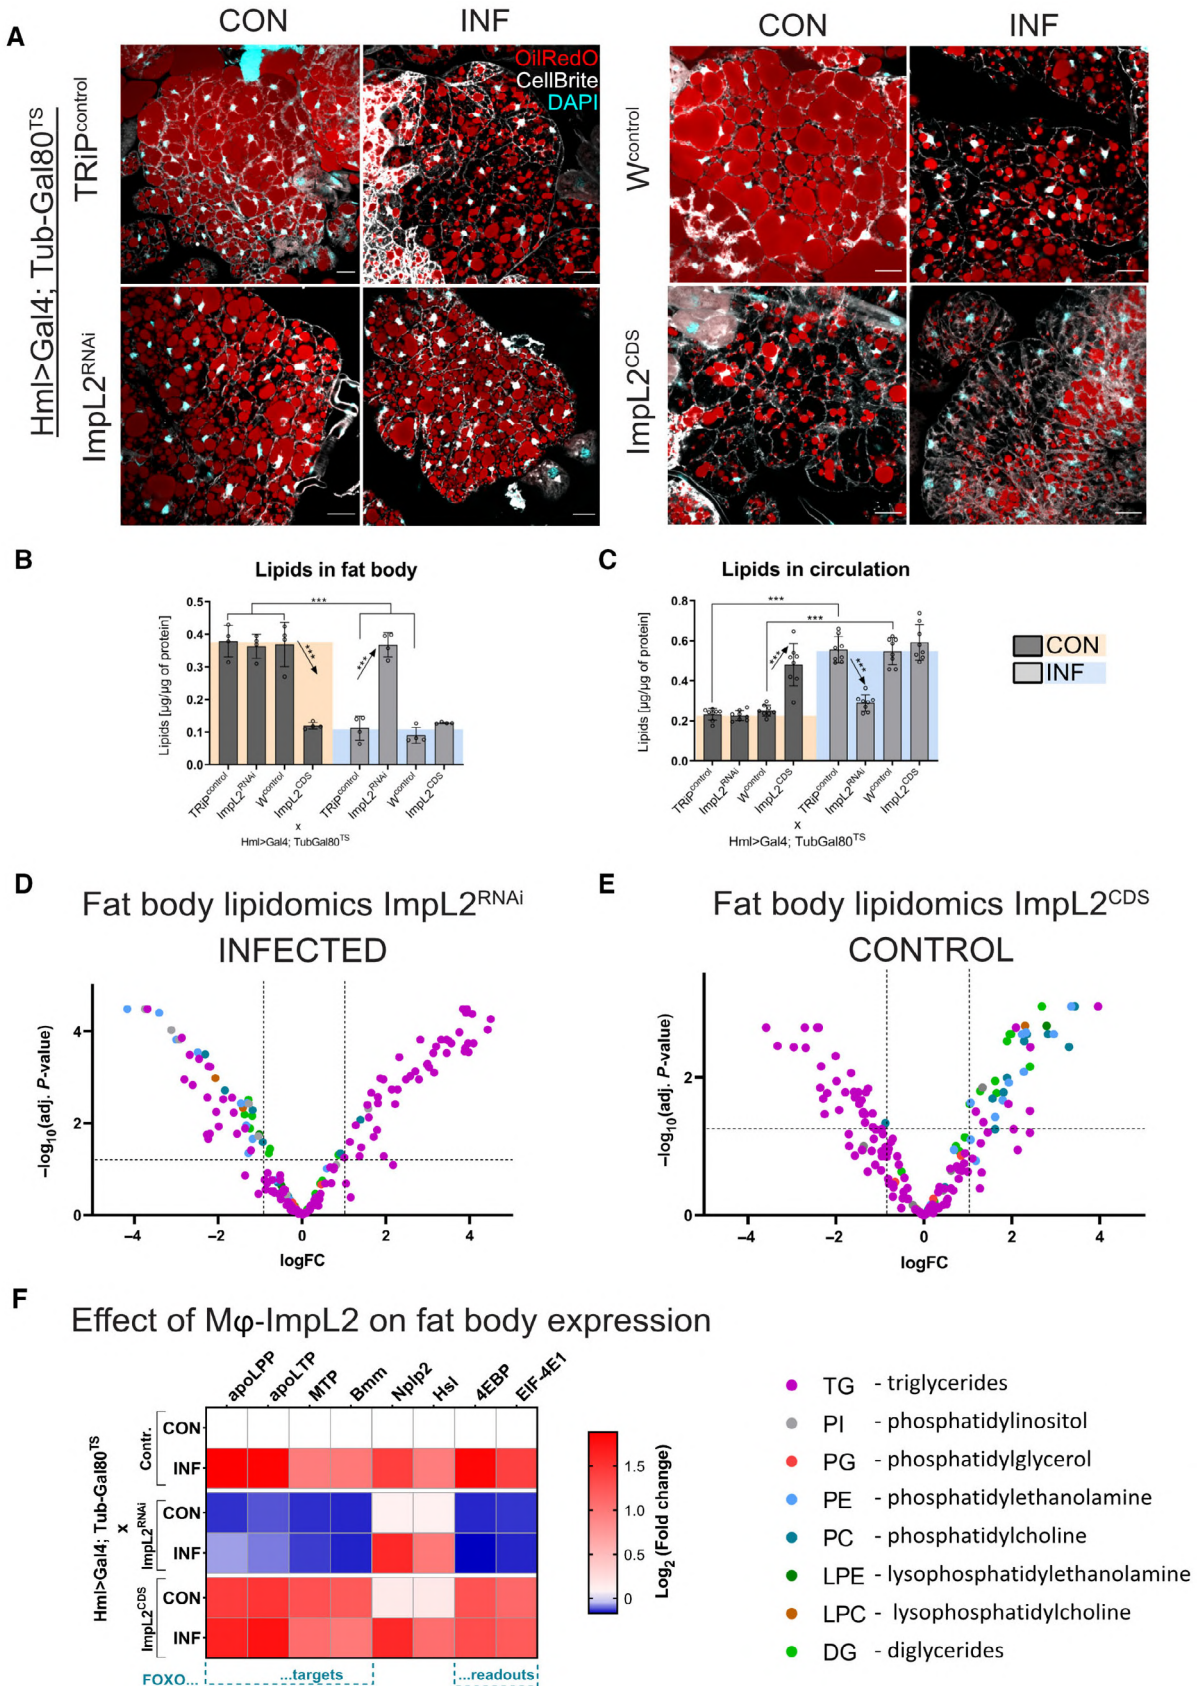 A
CON
INF
CON
INF
OilRedO
CellBrite
DAPI
Hml>Gal4; Tub-Gal80TS
TRiPcontrol
ImpL2RNAi
Wcontrol
ImpL2CDS
B
Lipids in fat body
Lipids [µg/µg of protein]
0.5
0.4
0.3
0.2
0.1
0.0
***
***
***
TRiPcontrol
ImpL2RNAi
Wcontrol
ImpL2CDS
TRiPcontrol
ImpL2RNAi
Wcontrol
ImpL2CDS
x
Hml>Gal4; TubGal80TS
C
Lipids in circulation
Lipids [µg/µg of protein]
0.8
0.6
0.4
0.2
0.0
***
***
***
***
TRiPcontrol
ImpL2RNAi
Wcontrol
ImpL2CDS
TRiPcontrol
ImpL2RNAi
Wcontrol
ImpL2CDS
x
Hml>Gal4; TubGal80TS
CON
INF
D
Fat body lipidomics ImpL2RNAi
INFECTED
–log10(adj. P-value)
4
2
0
–4
–2
0
2
4
logFC
E
Fat body lipidomics ImpL2CDS
CONTROL
–log10(adj. P-value)
2
0
–4
–2
0
2
4
logFC
F
Effect of Mφ-ImpL2 on fat body expression
apoLPP
apoLTP
MTP
Bmm
Nplp2
Hsl
4EBP
EIF-4E1
Hml>Gal4; Tub-Gal80TS
x
Contr.
CON
INF
ImpL2RNAi
CON
INF
ImpL2CDS
CON
INF
FOXO...
...targets
...readouts
1.5
1.0
0.5
0
Log2 (Fold change)
TG - triglycerides
PI - phosphatidylinositol
PG - phosphatidylglycerol
PE - phosphatidylethanolamine
PC - phosphatidylcholine
LPE - lysophosphatidylethanolamine
LPC - lysophosphatidylcholine
DG - diglycerides